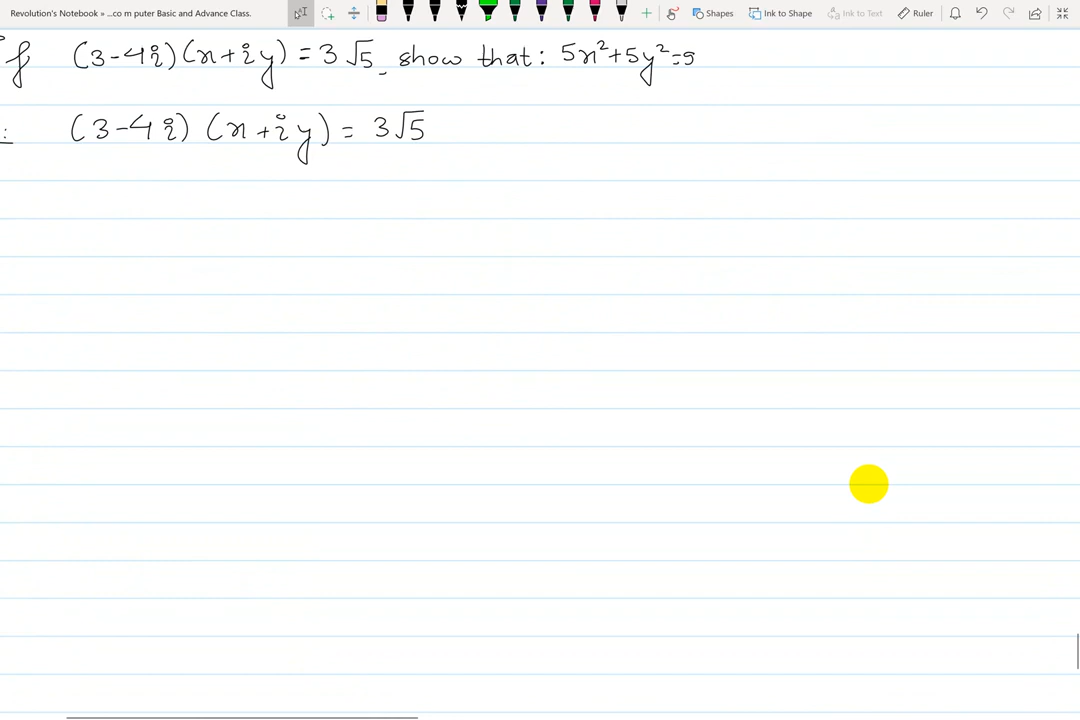 Revolution's Notebook » ...co m puter Basic and Advance Class.
Shapes
Ink to Shape
Ink to Text
Ruler
If (3-4i)(x+iy) = 3√5, show that: 5x²+5y²=9
: (3-4i) (x+iy) = 3√5